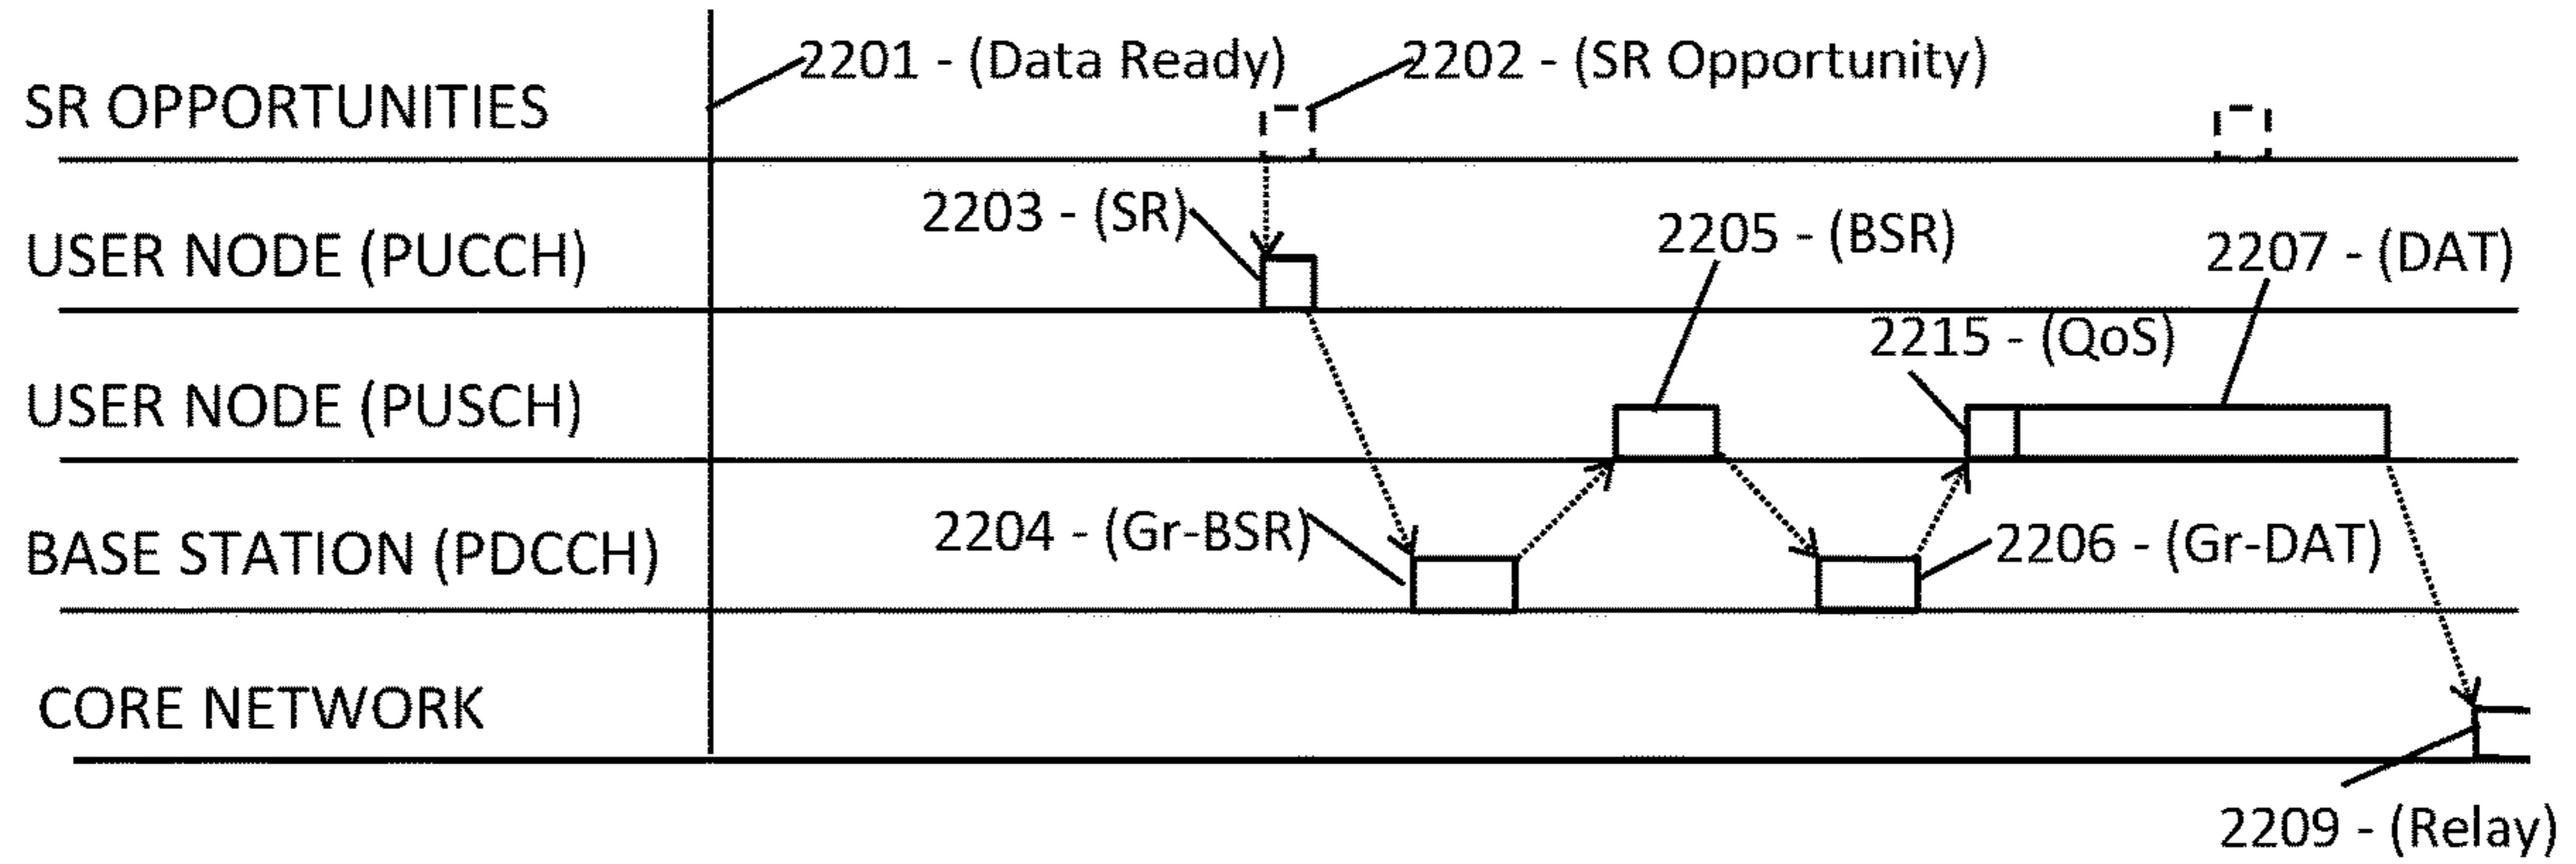 2201 - (Data Ready)
2202 - (SR Opportunity)
SR OPPORTUNITIES
2203 - (SR)
2205 - (BSR)
USER NODE (PUCCH)
2207 - (DAT)
2215 - (QoS)
USER NODE (PUSCH)
2204 - (Gr-BSR)
2206 - (Gr-DAT)
BASE STATION (PDCCH)
CORE NETWORK
2209 - (Relay)